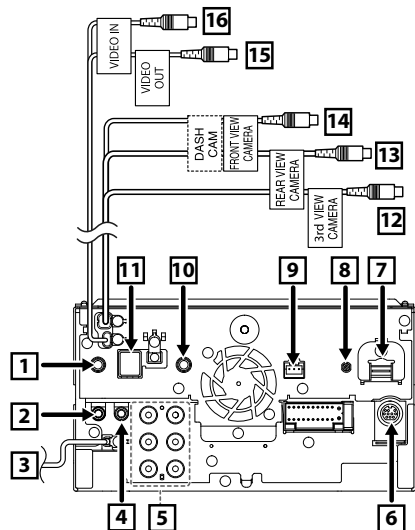 16
VIDEO IN
15
VIDEO
OUT
14
DASH
CAM
FRONT VIEW
CAMERA
13
REAR VIEW
CAMERA
12
3rd VIEW
CAMERA
11
10
9
8
7
1
2
3
4
5
6